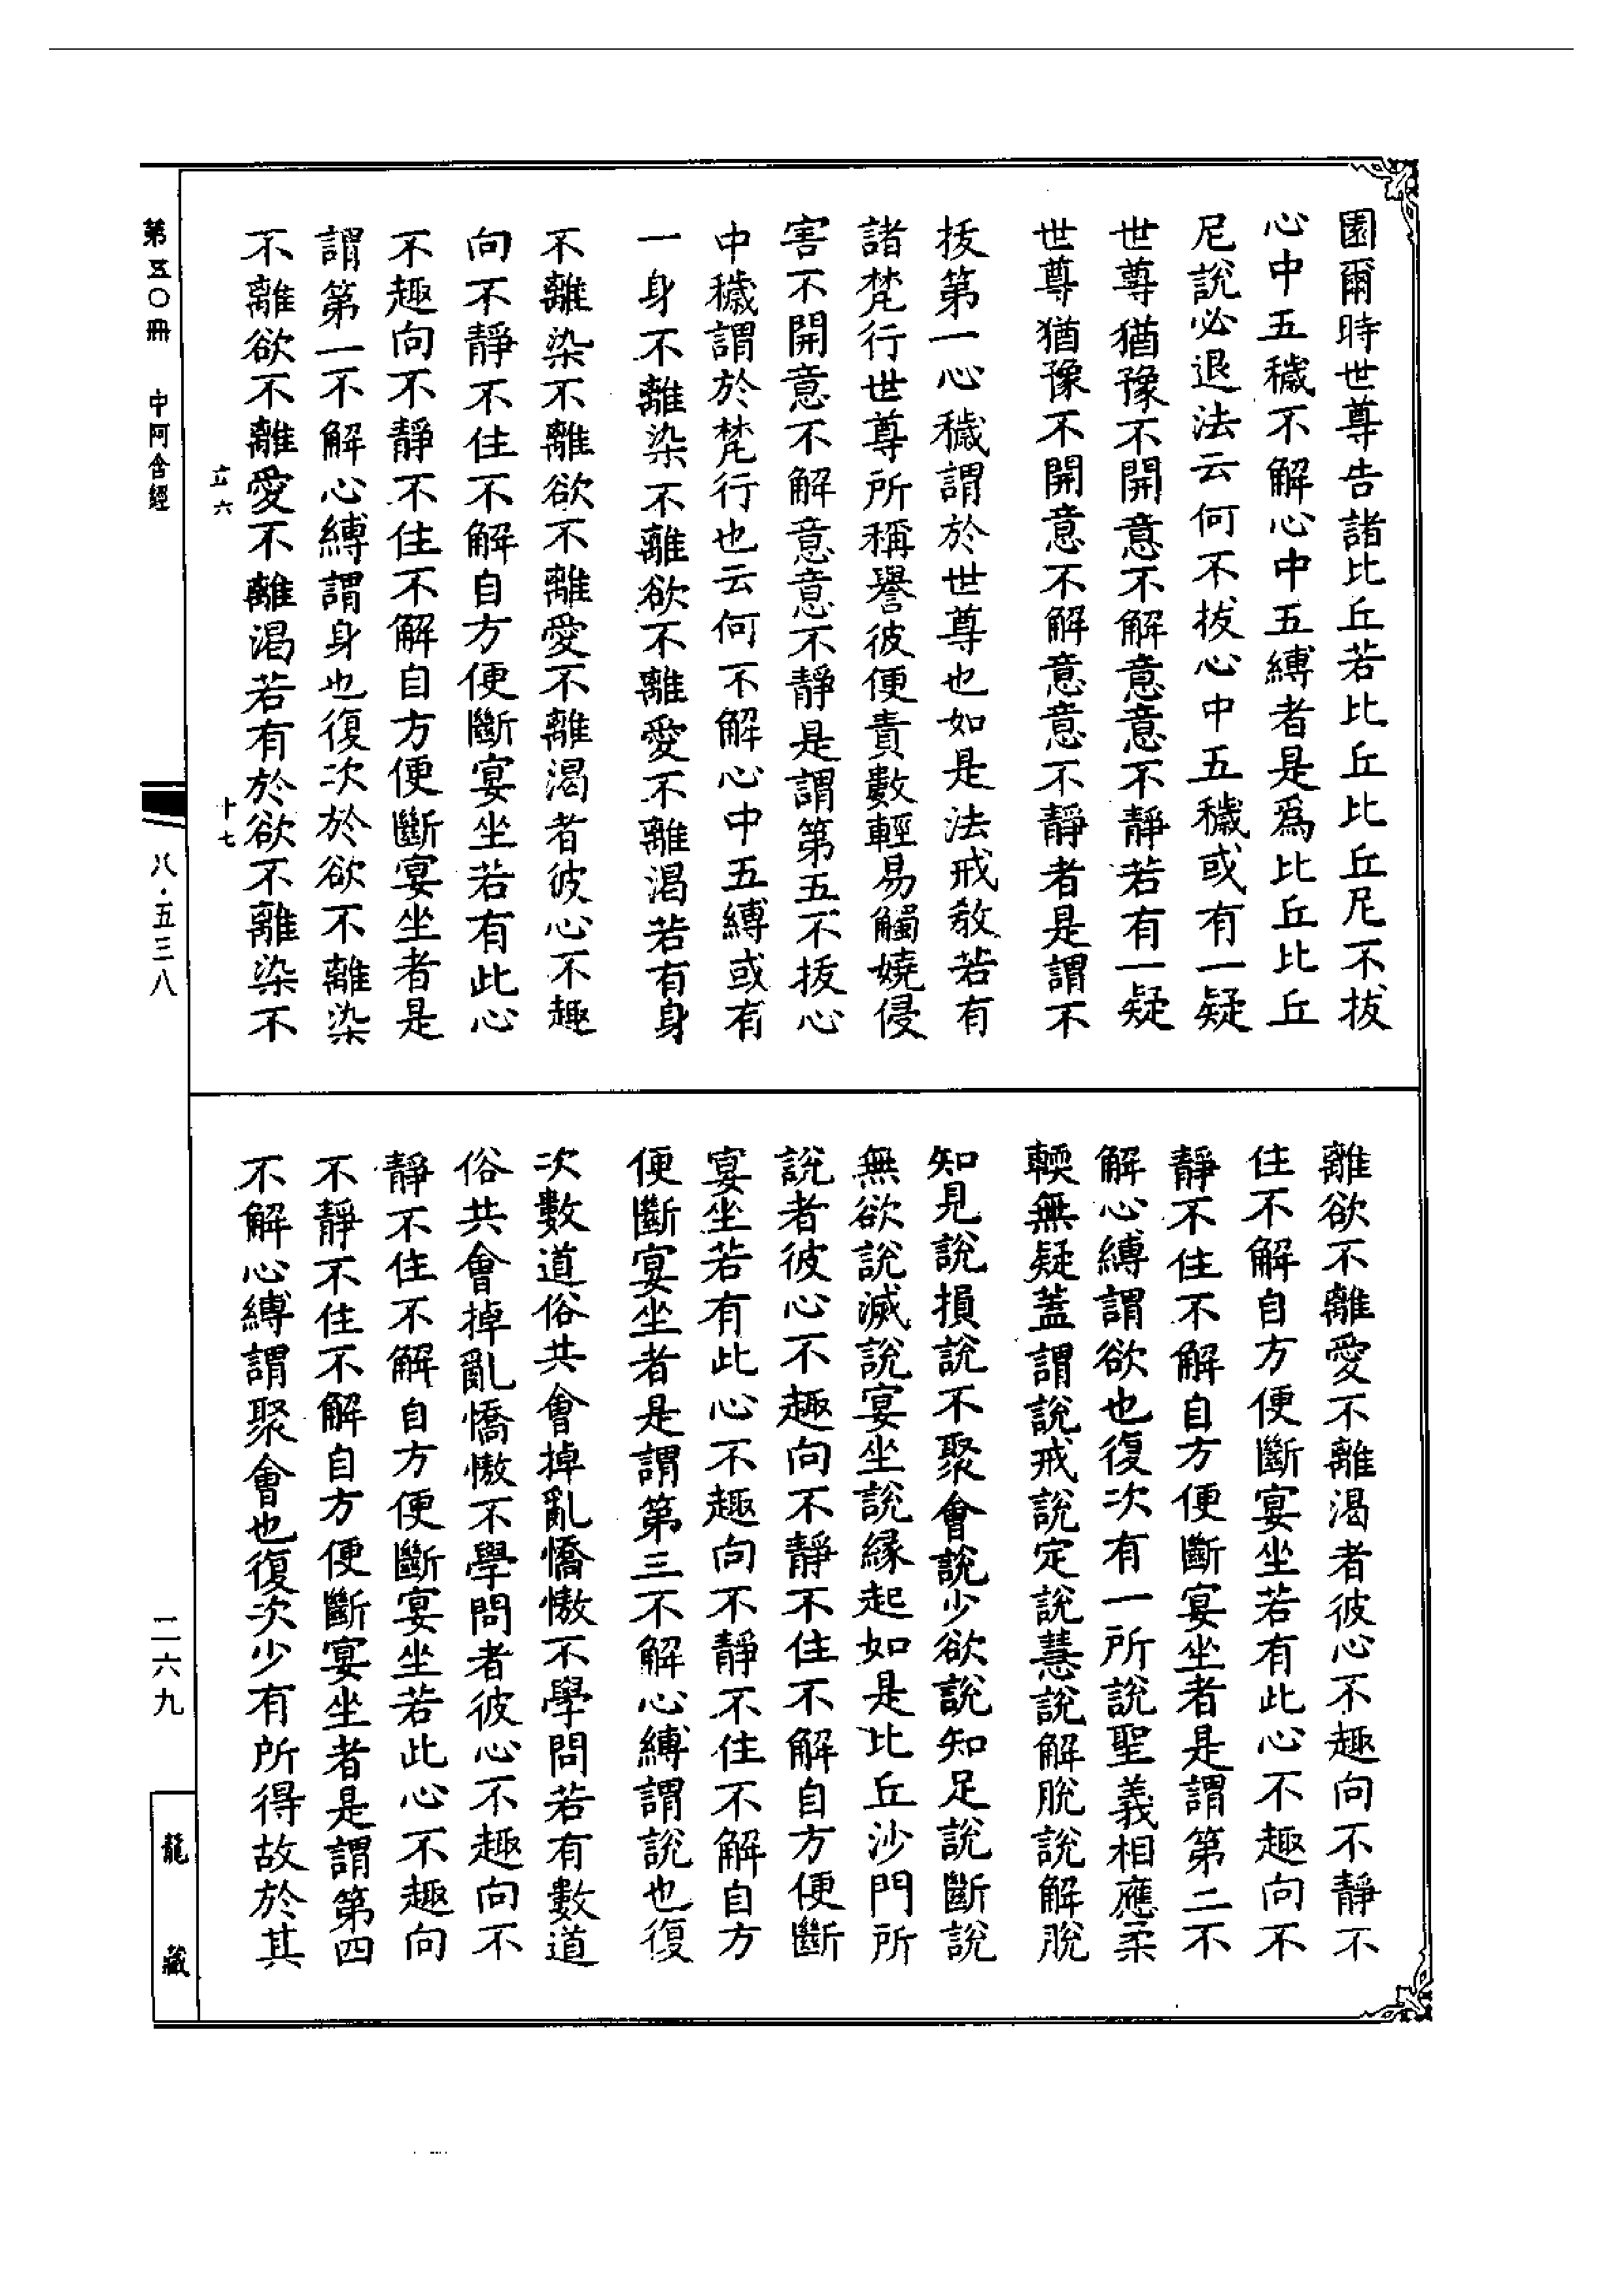 園爾時世尊告諸比丘若比丘比丘尼不拔
心中五穢不解心中五縛者是為比丘比丘
尼說必退法云何不拔心中五穢或有一疑
世尊猶豫不開意不解意意不靜若有一疑
世尊猶豫不開意不解意意不靜者是謂不
拔第一心穢謂於世尊也如是法戒教若有
諸梵行世尊所稱譽彼便責數輕易觸嬈侵
害不開意不解意意不靜是謂第五不拔心
中穢謂於梵行也云何不解心中五縛或有
一身不離染不離欲不離愛不離渴若有身
不離染不離欲不離愛不離渴者彼心不趣
向不靜不住不解自方便斷宴坐若有此心
不趣向不靜不住不解自方便斷宴坐者是
謂第一不解心縛謂身也復次於欲不離染
不離欲不離愛不離渴若有於欲不離染不
離欲不離愛不離渴者彼心不趣向不靜不
住不解自方便斷宴坐若有此心不趣向不
靜不住不解自方便斷宴坐者是謂第二不
解心縛謂欲也復次有一所說聖義相應柔
輭無疑蓋謂說戒說定說慧說解脫說解脫
知見說損說不聚會說少欲說知足說斷說
無欲說滅說宴坐說緣起如是比丘沙門所
說者彼心不趣向不靜不住不解自方便斷
宴坐若有此心不趣向不靜不住不解自方
便斷宴坐者是謂第三不解心縛謂說也復
次數道俗共會掉亂憍慠不學問若有數道
俗共會掉亂憍慠不學問者彼心不趣向不
靜不住不解自方便斷宴坐若此心不趣向
不靜不住不解自方便斷宴坐者是謂第四
不解心縛謂聚會也復次少有所得故於其
立六 十七
第五〇冊 中阿含經
八·五三八
二六九
龍藏